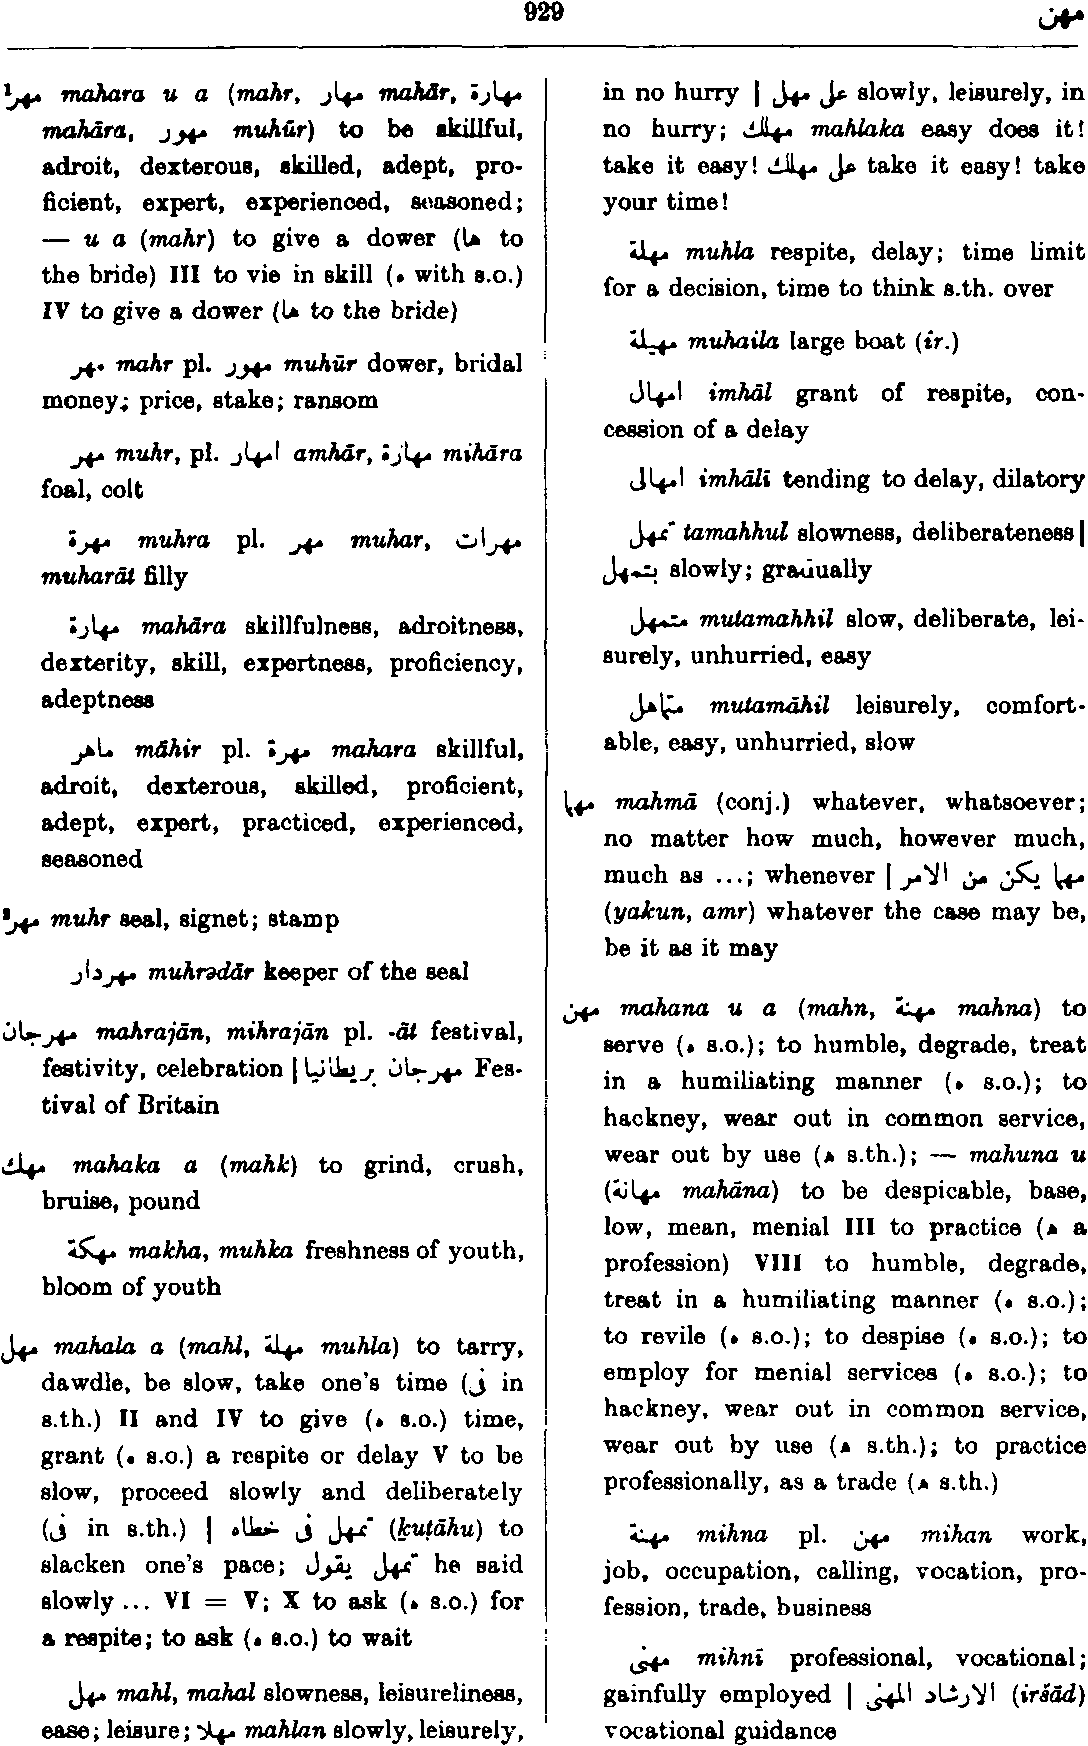 929
مهن
¹مهر mahara u a (mahr, مهار mahār, مهارة
mahāra, مهور muhūr) to be skillful,
adroit, dexterous, skilled, adept, pro-
ficient, expert, experienced, seasoned;
— u a (mahr) to give a dower (ها to
the bride) III to vie in skill (ه with s.o.)
IV to give a dower (ها to the bride)
مهر mahr pl. مهور muhūr dower, bridal
money; price, stake; ransom
مهر muhr, pl. امهار amhār, مهارة mihāra
foal, colt
مهرة muhra pl. مهر muhar, مهرات
muharāt filly
مهارة mahāra skillfulness, adroitness,
dexterity, skill, expertness, proficiency,
adeptness
ماهر māhir pl. مهرة mahara skillful,
adroit, dexterous, skilled, proficient,
adept, expert, practiced, experienced,
seasoned
²مهر muhr seal, signet; stamp
مهردار muhrədār keeper of the seal
مهرجان mahrajān, mihrajān pl. -āt festival,
festivity, celebration | مهرجان بريطانيا Fes-
tival of Britain
مهك mahaka a (mahk) to grind, crush,
bruise, pound
مهكة makha, muhka freshness of youth,
bloom of youth
مهل mahala a (mahl, مهلة muhla) to tarry,
dawdle, be slow, take one's time (فى in
s.th.) II and IV to give (ه s.o.) time,
grant (ه s.o.) a respite or delay V to be
slow, proceed slowly and deliberately
(فى in s.th.) | تمهل فى خطاه (ḵuṭāhu) to
slacken one's pace; تمهل يقول he said
slowly ... VI = V; X to ask (ه s.o.) for
a respite; to ask (ه s.o.) to wait
مهل mahl, mahal slowness, leisureliness,
ease; leisure; مهلا mahlan slowly, leisurely,
in no hurry | على مهل slowly, leisurely, in
no hurry; مهلك mahlaka easy does it!
take it easy! على مهلك take it easy! take
your time!
مهلة muhla respite, delay; time limit
for a decision, time to think s.th. over
مهيلة muhaila large boat (ir.)
امهال imhāl grant of respite, con-
cession of a delay
امهالى imhālī tending to delay, dilatory
تمهل tamahhul slowness, deliberateness |
بتمهل slowly; gradually
متمهل mutamahhil slow, deliberate, lei-
surely, unhurried, easy
متماهل mutamāhil leisurely, comfort-
able, easy, unhurried, slow
مهما mahmā (conj.) whatever, whatsoever;
no matter how much, however much,
much as ...; whenever | مهما يكن من الامر
(yakun, amr) whatever the case may be,
be it as it may
مهن mahana u a (mahn, مهنة mahna) to
serve (ه s.o.); to humble, degrade, treat
in a humiliating manner (ه s.o.); to
hackney, wear out in common service,
wear out by use (ه s.th.); — mahuna u
(مهانة mahāna) to be despicable, base,
low, mean, menial III to practice (ه a
profession) VIII to humble, degrade,
treat in a humiliating manner (ه s.o.);
to revile (ه s.o.); to despise (ه s.o.); to
employ for menial services (ه s.o.); to
hackney, wear out in common service,
wear out by use (ه s.th.); to practice
professionally, as a trade (ه s.th.)
مهنة mihna pl. مهن mihan work,
job, occupation, calling, vocation, pro-
fession, trade, business
مهنى mihnī professional, vocational;
gainfully employed | الارشاد المهنى (iršād)
vocational guidance